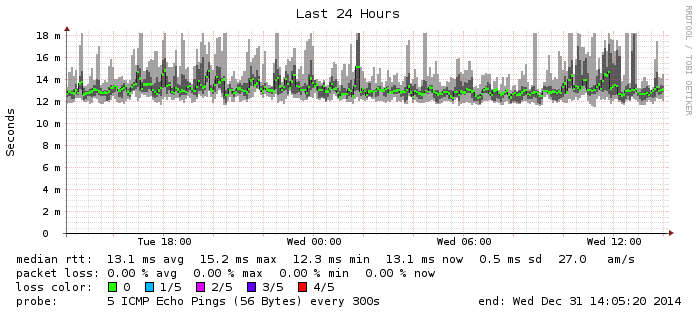 Last 24 Hours
RRDTOOL / TOBI OETIKER
Seconds
18 m
16 m
14 m
12 m
10 m
8 m
6 m
4 m
2 m
0
Tue 18:00 Wed 00:00 Wed 06:00 Wed 12:00
median rtt: 13.1 ms avg 15.2 ms max 12.3 ms min 13.1 ms now 0.5 ms sd 27.0 am/s
packet loss: 0.00 % avg 0.00 % max 0.00 % min 0.00 % now
loss color: 0 1/5 2/5 3/5 4/5
probe: 5 ICMP Echo Pings (56 Bytes) every 300s end: Wed Dec 31 14:05:20 2014